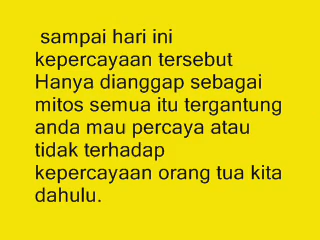 sampai hari ini
kepercayaan tersebut
Hanya dianggap sebagai
mitos semua itu tergantung
anda mau percaya atau
tidak terhadap
kepercayaan orang tua kita
dahulu.